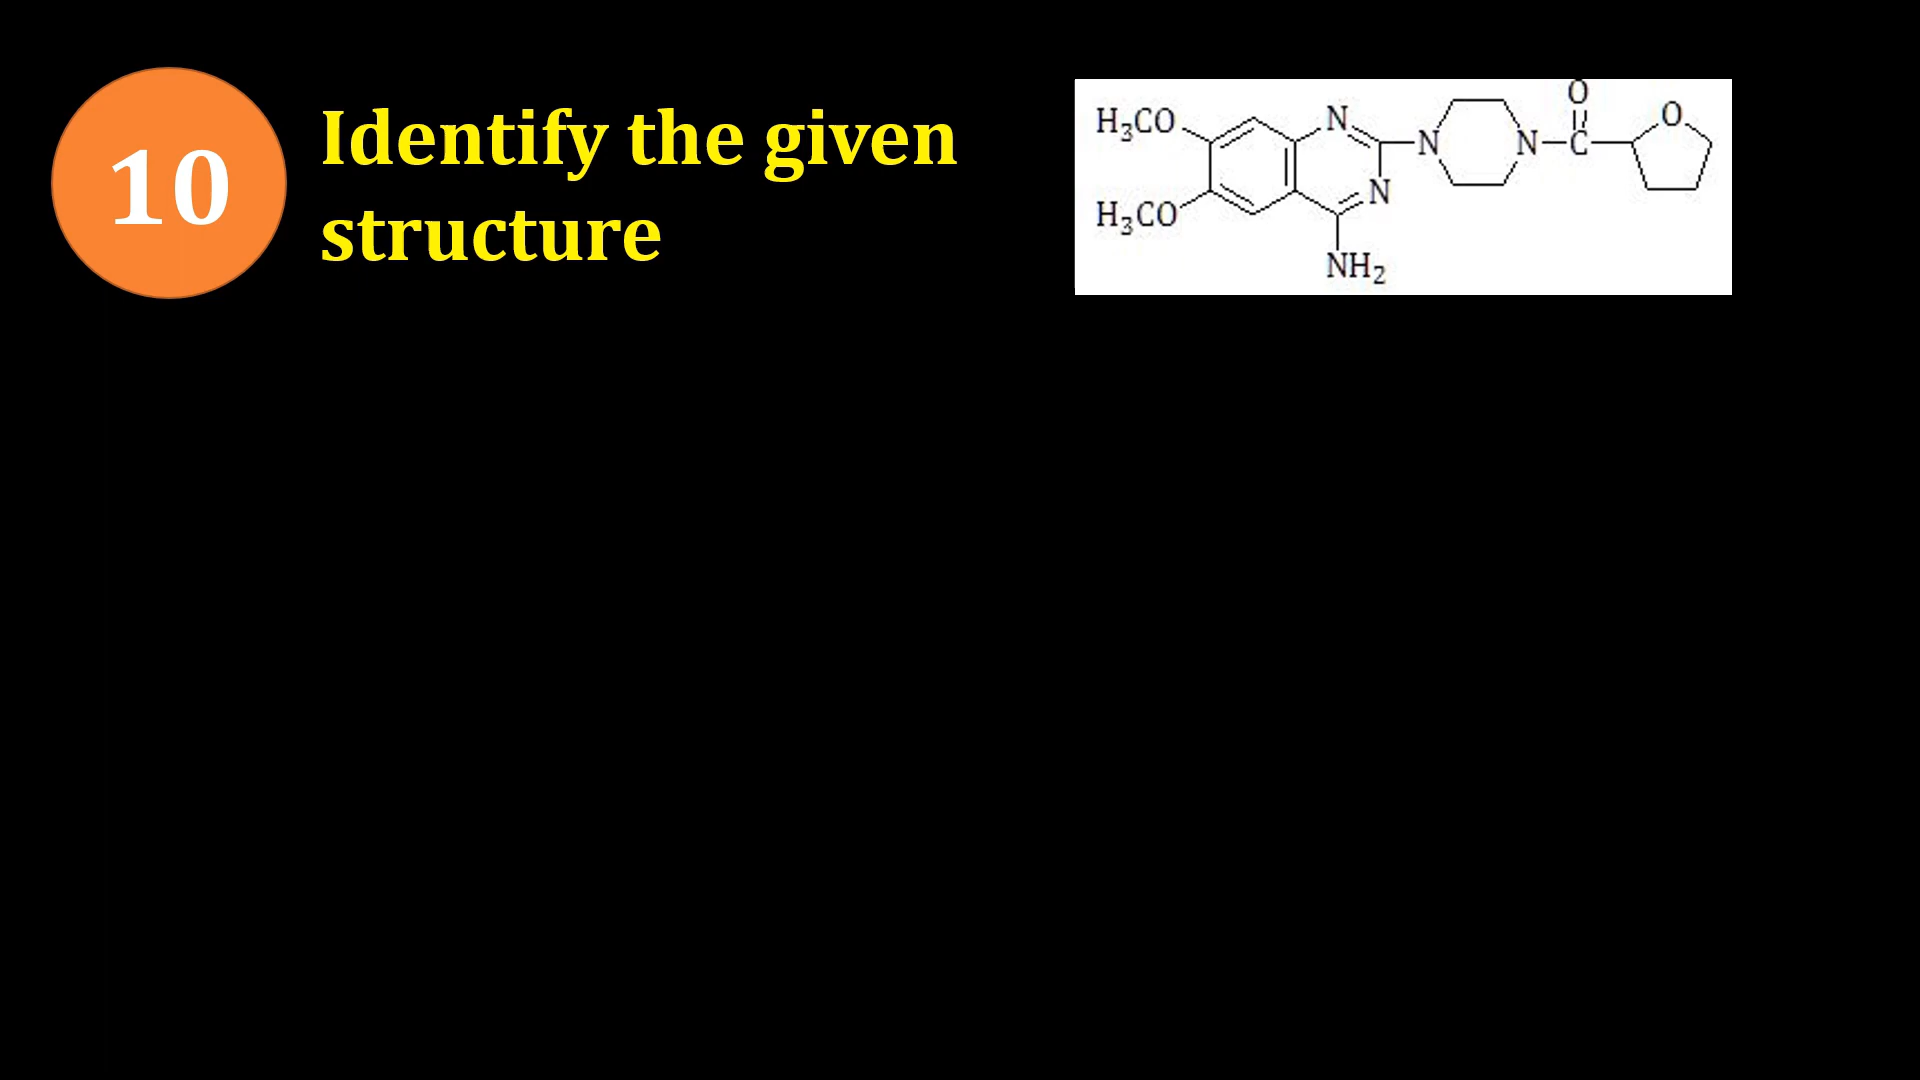 10
Identify the given
structure
O
H₃CO N N N C O
H₃CO N
NH₂